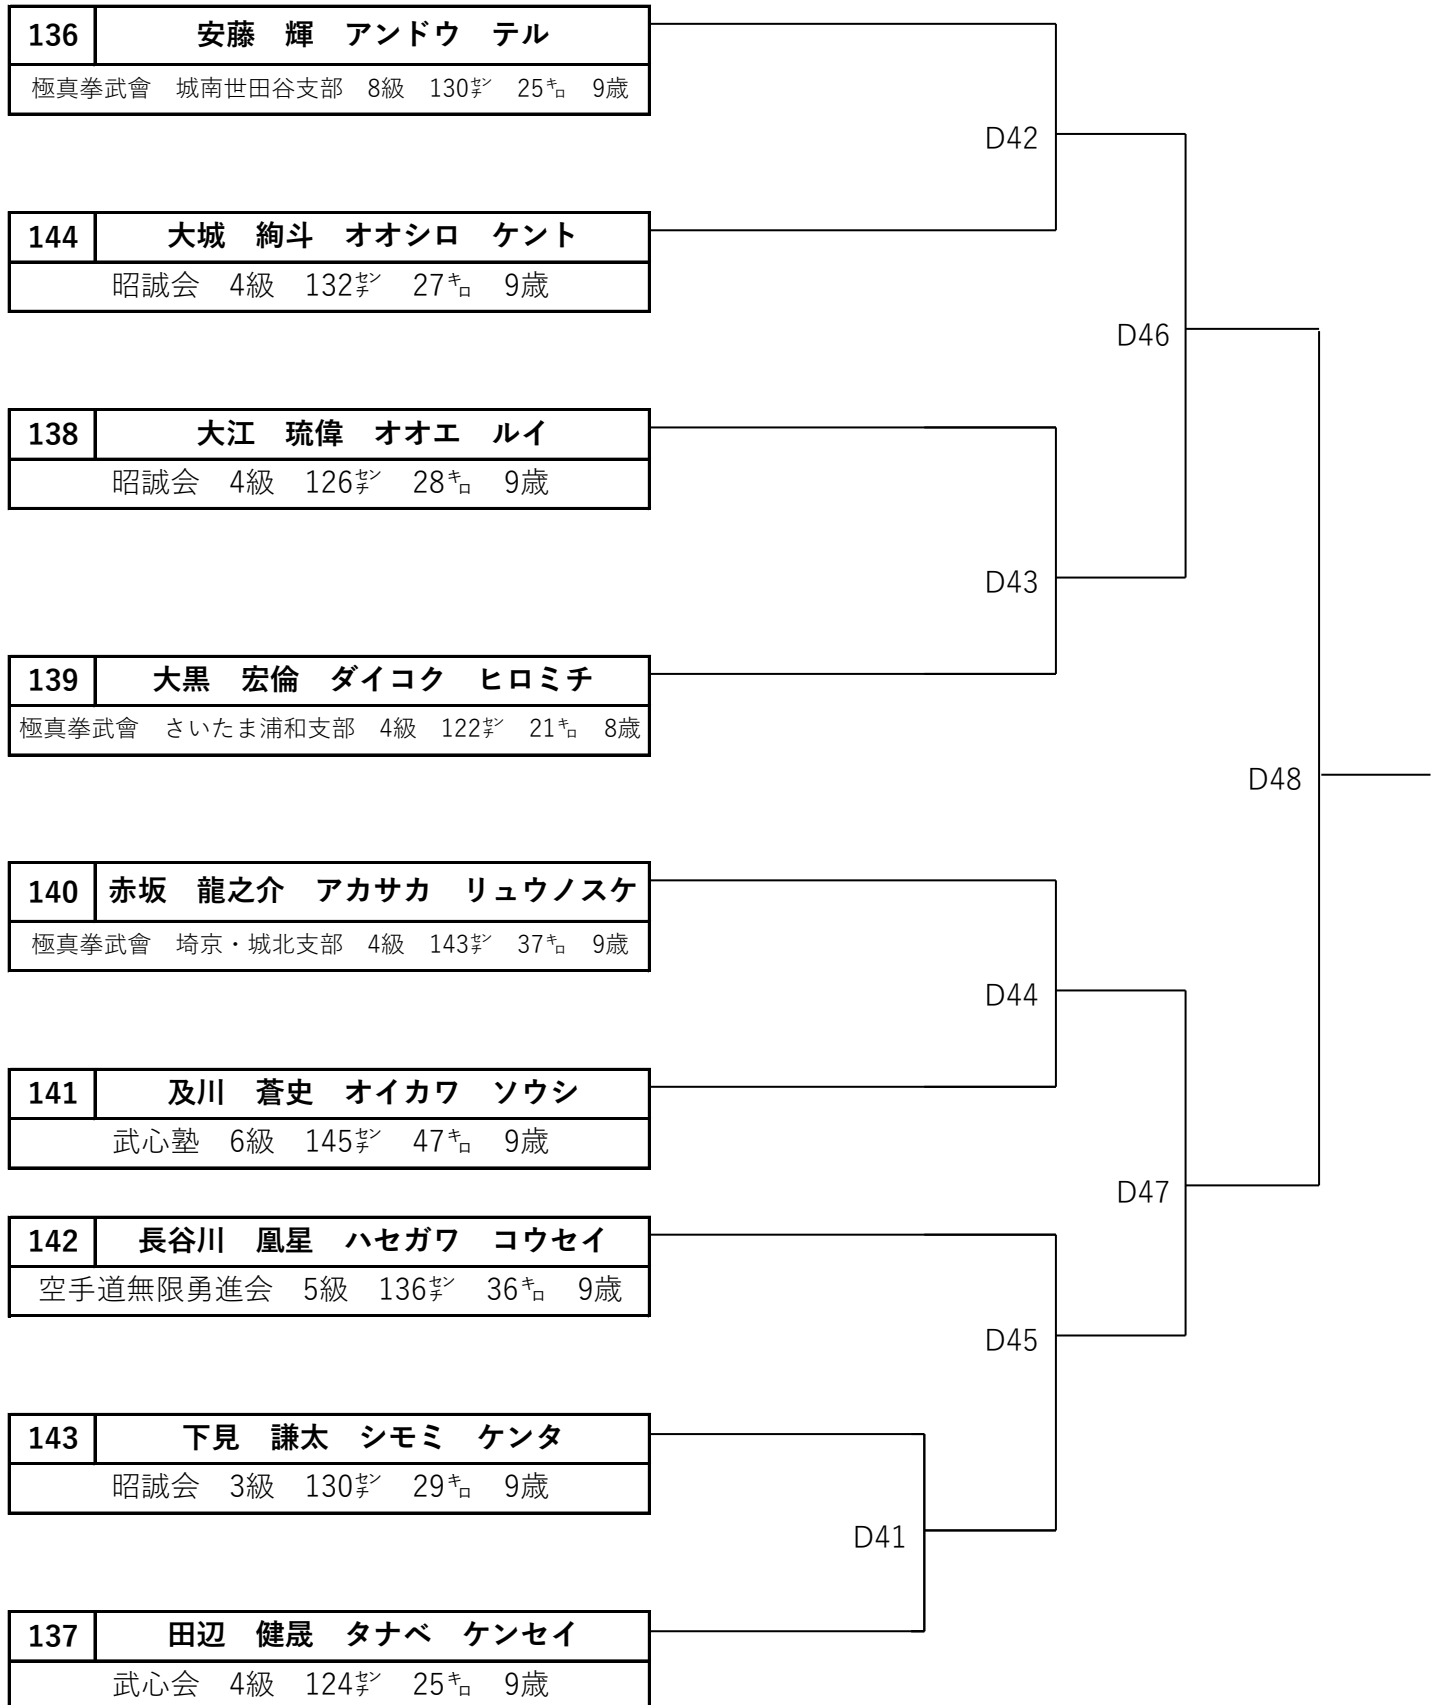 136 安藤 輝 アンドウ テル
極真拳武會 城南世田谷支部 8級 130㌢ 25㌔ 9歳
D42
144 大城 絢斗 オオシロ ケント
昭誠会 4級 132㌢ 27㌔ 9歳
D46
138 大江 琉偉 オオエ ルイ
昭誠会 4級 126㌢ 28㌔ 9歳
D43
139 大黒 宏倫 ダイコク ヒロミチ
極真拳武會 さいたま浦和支部 4級 122㌢ 21㌔ 8歳
D48
140 赤坂 龍之介 アカサカ リュウノスケ
極真拳武會 埼京・城北支部 4級 143㌢ 37㌔ 9歳
D44
141 及川 蒼史 オイカワ ソウシ
武心塾 6級 145㌢ 47㌔ 9歳
D47
142 長谷川 凰星 ハセガワ コウセイ
空手道無限勇進会 5級 136㌢ 36㌔ 9歳
D45
143 下見 謙太 シモミ ケンタ
昭誠会 3級 130㌢ 29㌔ 9歳
D41
137 田辺 健晟 タナベ ケンセイ
武心会 4級 124㌢ 25㌔ 9歳